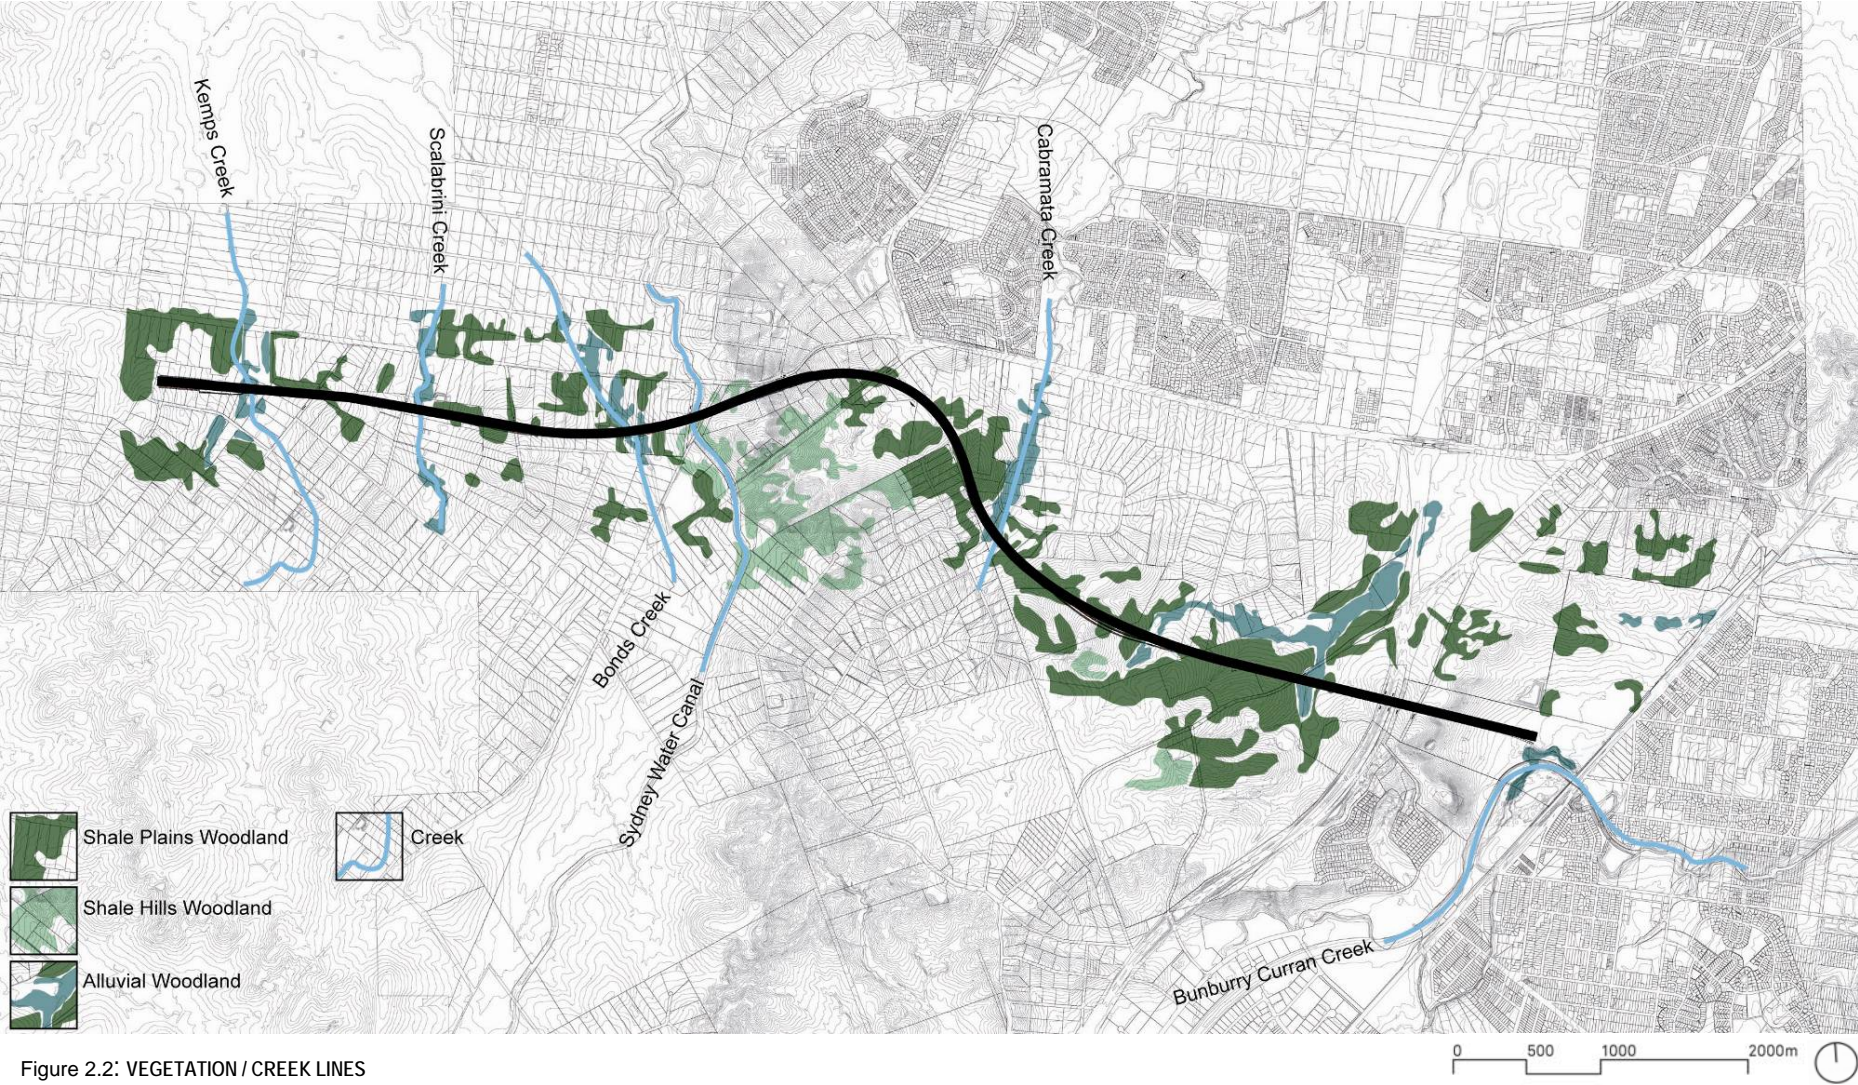 Kemps Creek
Scalabrini Creek
Cabramata Creek
Bonds Creek
Sydney Water Canal
Bunburry Curran Creek
Shale Plains Woodland
Creek
Shale Hills Woodland
Alluvial Woodland
Figure 2.2: VEGETATION / CREEK LINES
0 500 1000 2000m